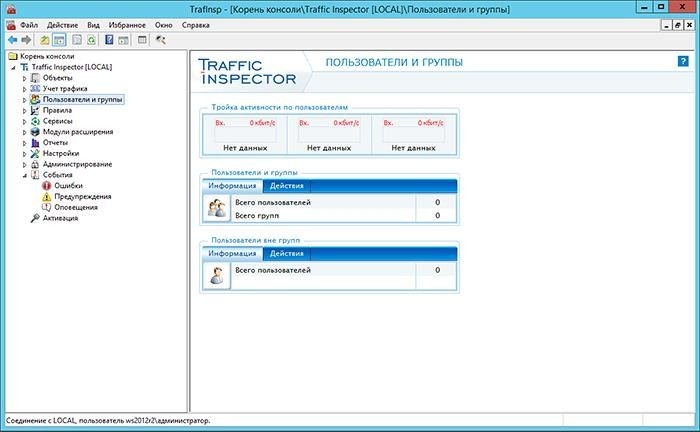 TrafInsp - [Корень консоли\Traffic Inspector [LOCAL]\Пользователи и группы]
Файл Действие Вид Избранное Окно Справка
Корень консоли
Traffic Inspector [LOCAL]
Объекты
Учет трафика
Пользователи и группы
Правила
Сервисы
Модули расширения
Отчеты
Настройки
Администрирование
События
Ошибки
Предупреждения
Оповещения
Активация
TRAFFIC
INSPECTOR
ПОЛЬЗОВАТЕЛИ И ГРУППЫ
Тройка активности по пользователям
Вх. 0 кбит/с Вх. 0 кбит/с Вх. 0 кбит/с
Нет данных Нет данных Нет данных
Пользователи и группы
Информация Действия
Всего пользователей 0
Всего групп 0
Пользователи вне групп
Информация Действия
Всего пользователей 0
Соединение с LOCAL, пользователь ws2012r2\администратор.